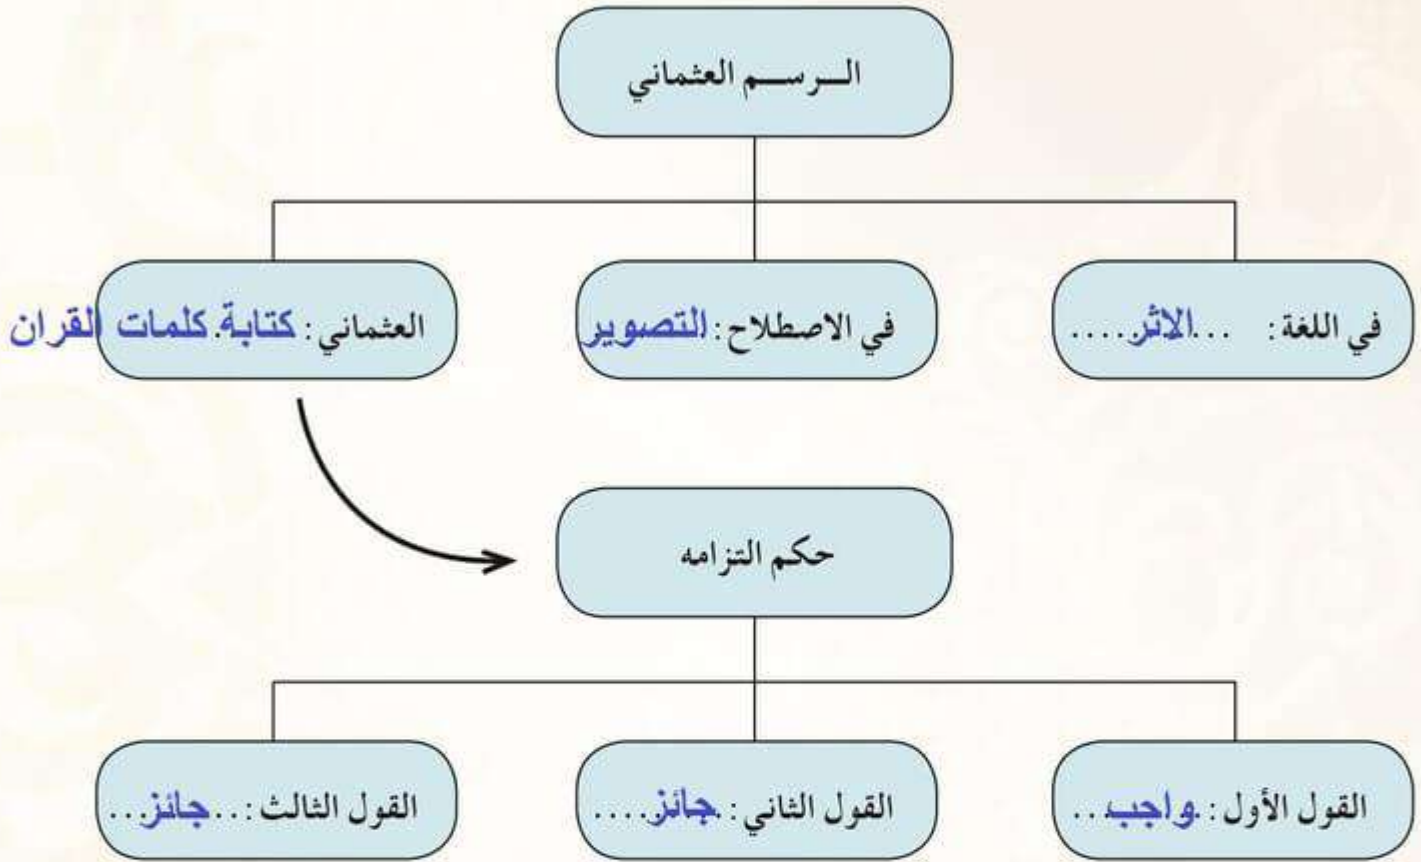 الـــرســـم العثماني
في اللغة: ...الاثر....
في الاصطلاح: التصوير
العثماني: كتابة كلمات القران
حكم التزامه
القول الأول: واجب..
القول الثاني: جائز....
القول الثالث:..جائز...